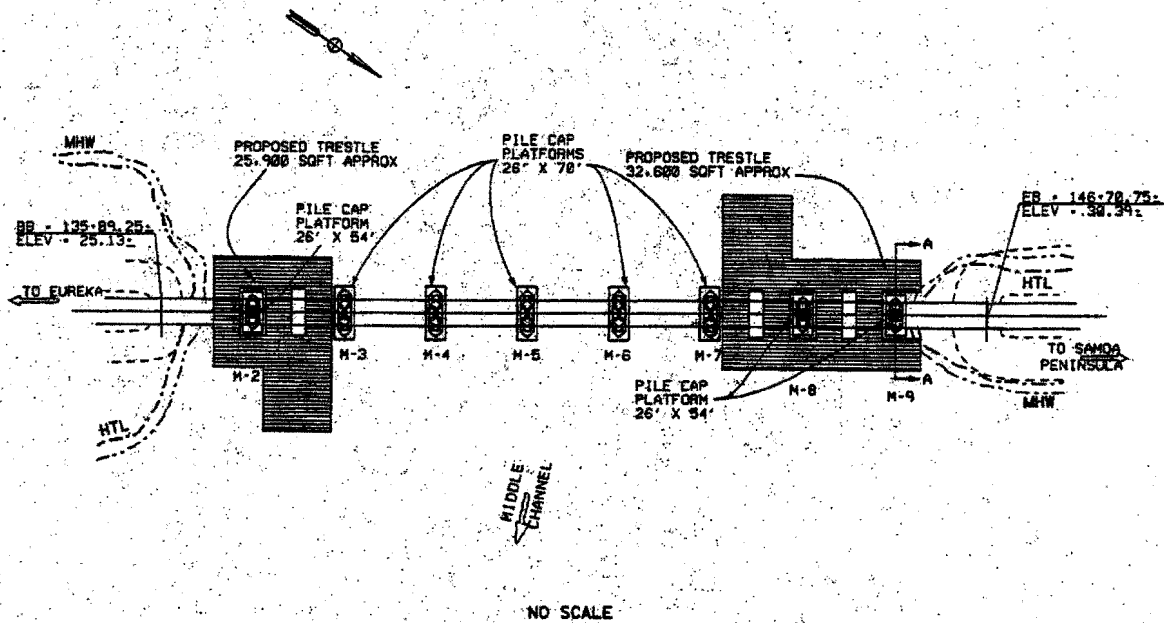 MHW
PROPOSED TRESTLE
25,900 SQFT APPROX
PILE CAP
PLATFORMS
26' X 70'
PROPOSED TRESTLE
32,600 SQFT APPROX
PILE CAP
PLATFORM
26' X 54'
BB = 135+09.25±
ELEV = 25.13±
EB = 146+70.75±
ELEV = 30.39±
A
HTL
TO EUREKA
M-3
M-4
M-5
M-6
M-7
M-2
TO SAMOA
PENINSULA
PILE CAP
PLATFORM
26' X 54'
M-8
A
M-9
MHW
HTL
MIDDLE
CHANNEL
NO SCALE